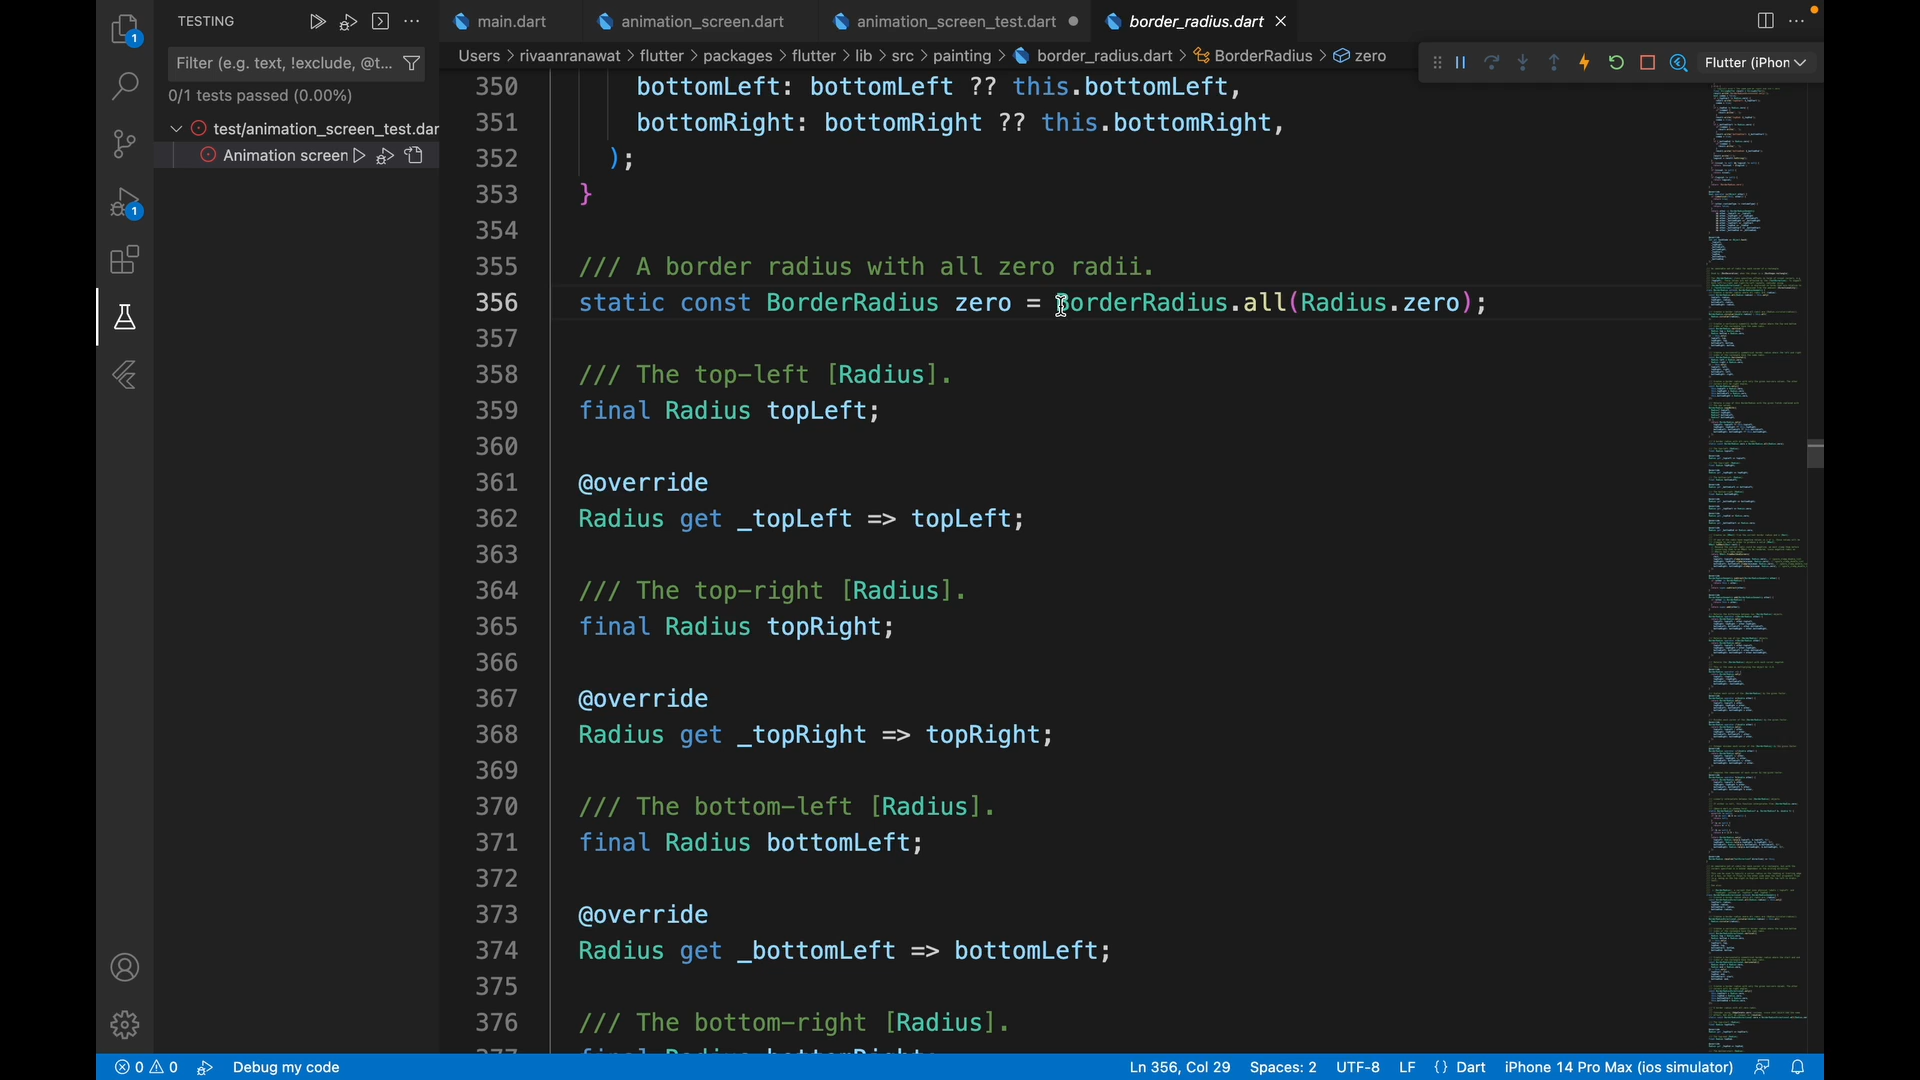 TESTING
main.dart
animation_screen.dart
animation_screen_test.dart
border_radius.dart
Filter (e.g. text, !exclude, @t...
0/1 tests passed (0.00%)
test/animation_screen_test.dar
Animation screen
Users > rivaanranawat > flutter > packages > flutter > lib > src > painting > border_radius.dart > BorderRadius > zero
Flutter (iPhon
1
1
350 bottomLeft: bottomLeft ?? this.bottomLeft,
351 bottomRight: bottomRight ?? this.bottomRight,
352 );
353 }
354
355 /// A border radius with all zero radii.
356 static const BorderRadius zero = BorderRadius.all(Radius.zero);
357
358 /// The top-left [Radius].
359 final Radius topLeft;
360
361 @override
362 Radius get _topLeft => topLeft;
363
364 /// The top-right [Radius].
365 final Radius topRight;
366
367 @override
368 Radius get _topRight => topRight;
369
370 /// The bottom-left [Radius].
371 final Radius bottomLeft;
372
373 @override
374 Radius get _bottomLeft => bottomLeft;
375
376 /// The bottom-right [Radius].
377 final Radius bottomRight;
0 0 Debug my code
Ln 356, Col 29 Spaces: 2 UTF-8 LF {} Dart iPhone 14 Pro Max (ios simulator)